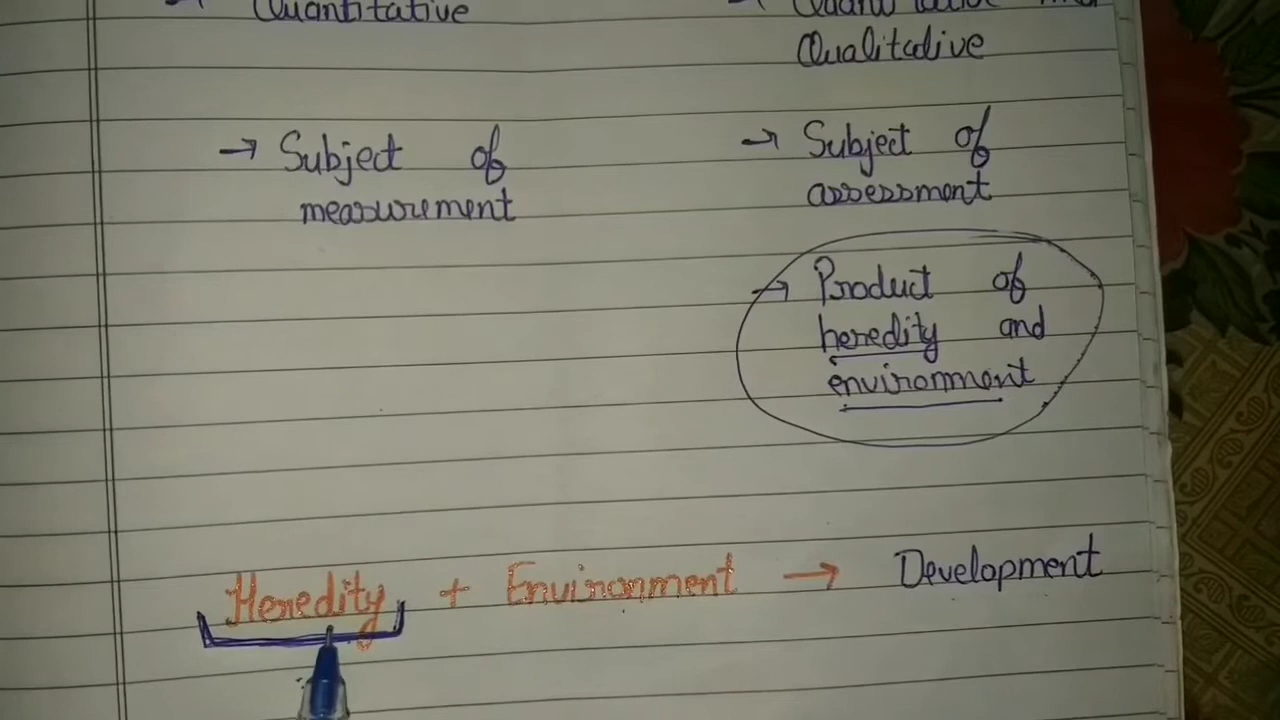 → Quantitative
Qualitative
→ Subject of
measurement
→ Subject of
assessment
→ Product of
heredity and
environment
Heredity + Environment → Development